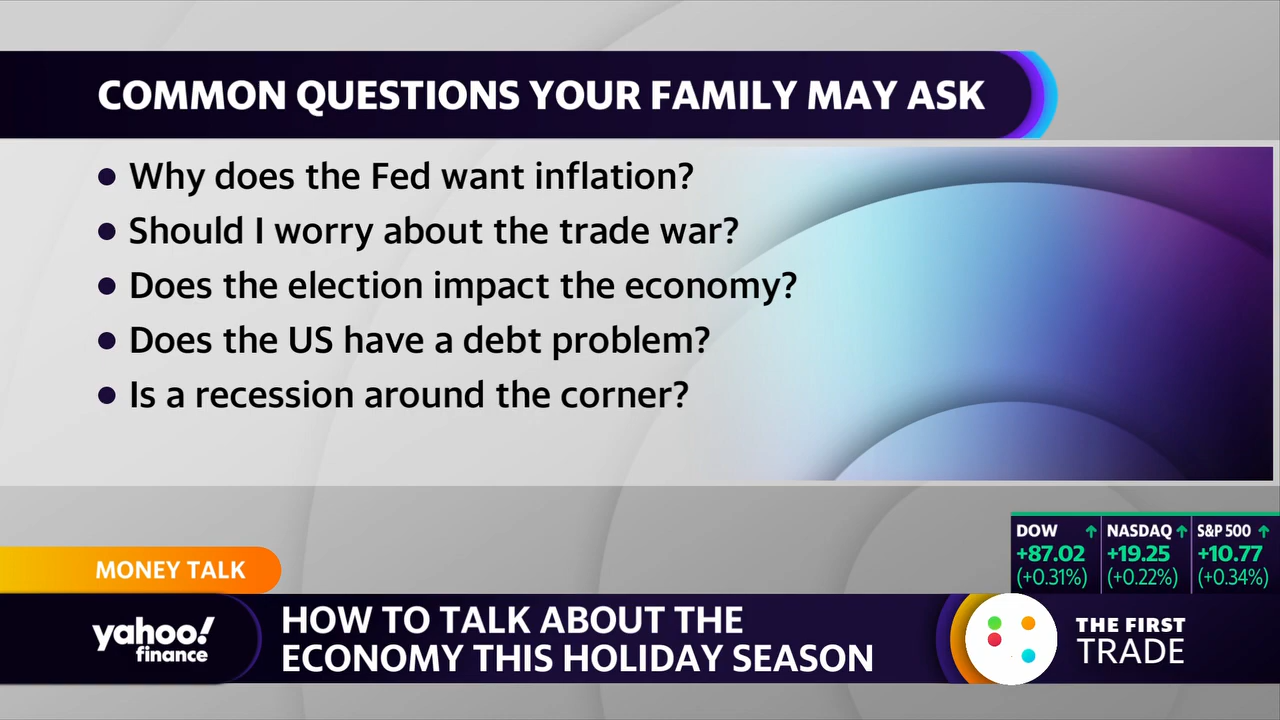 COMMON QUESTIONS YOUR FAMILY MAY ASK
• Why does the Fed want inflation?
• Should I worry about the trade war?
• Does the election impact the economy?
• Does the US have a debt problem?
• Is a recession around the corner?
DOW ↑ NASDAQ ↑ S&P 500 ↑
+87.02 +19.25 +10.77
(+0.31%) (+0.22%) (+0.34%)
MONEY TALK
yahoo!
finance
HOW TO TALK ABOUT THE
ECONOMY THIS HOLIDAY SEASON
THE FIRST
TRADE